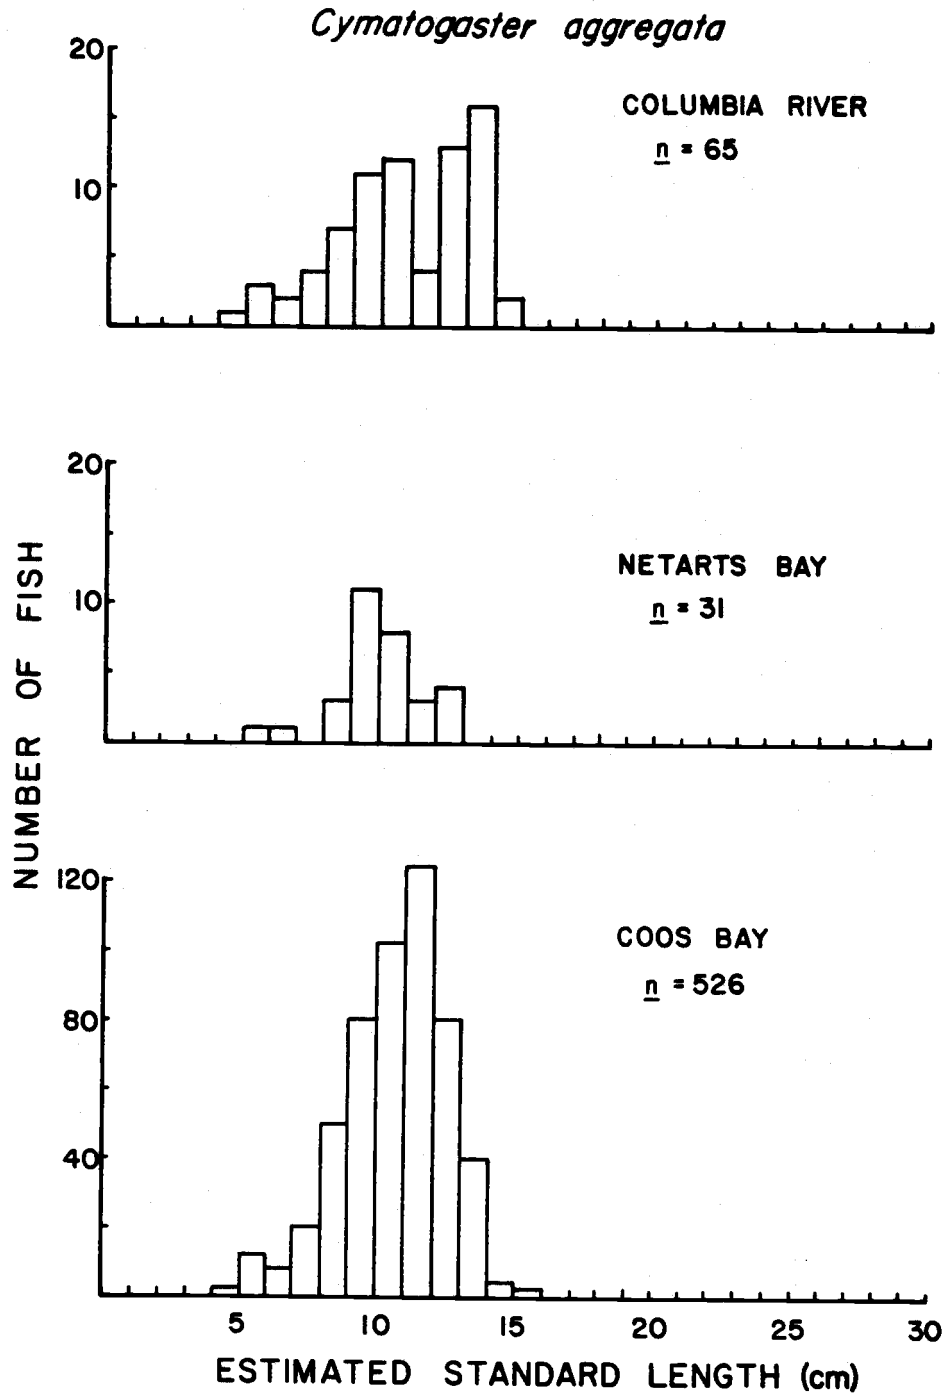 Cymatogaster aggregata
20
10
COLUMBIA RIVER
n = 65
20
10
NETARTS BAY
n = 31
NUMBER OF FISH
120
80
40
COOS BAY
n = 526
5 10 15 20 25 30
ESTIMATED STANDARD LENGTH (cm)